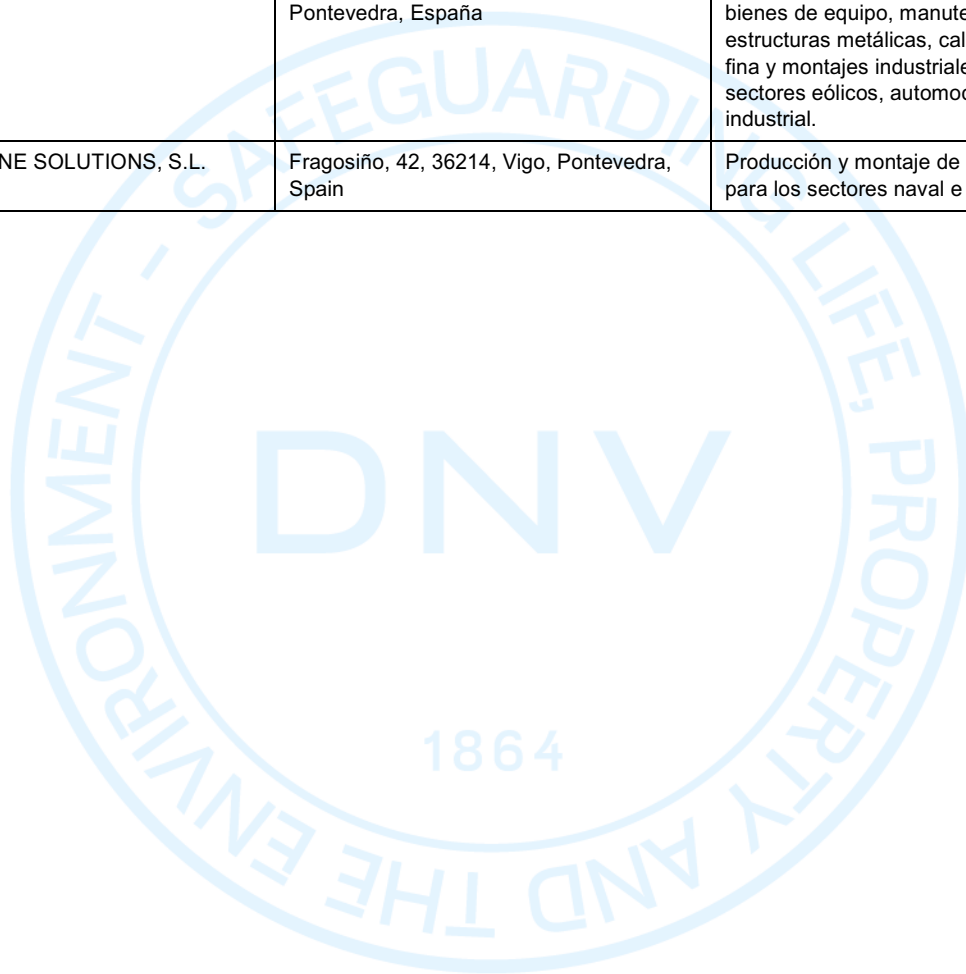 Pontevedra, España
bienes de equipo, manute
estructuras metálicas, cal
fina y montajes industriale
sectores eólicos, automoc
industrial.
NE SOLUTIONS, S.L.
Fragosiño, 42, 36214, Vigo, Pontevedra,
Spain
Producción y montaje de
para los sectores naval e
SAFEGUARDING LIFE, PROPERTY AND THE ENVIRONMENT -
DNV
1864